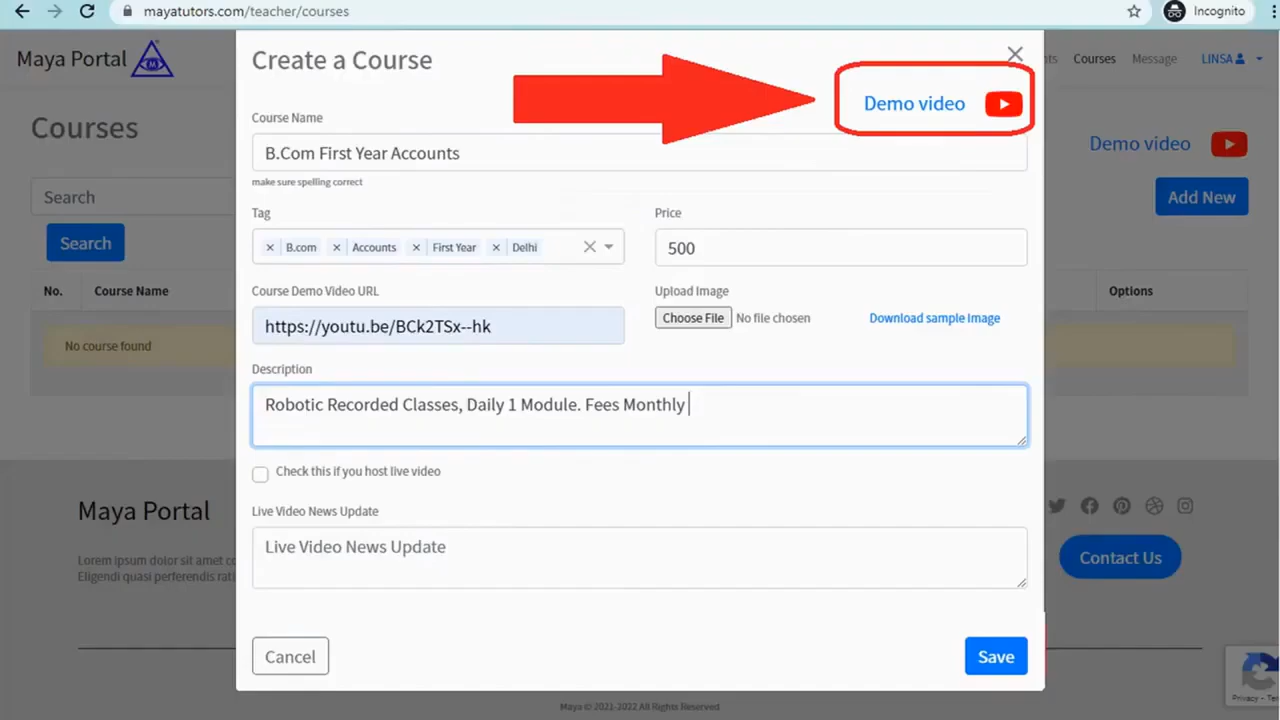 mayatutors.com/teacher/courses
Incognito
Maya Portal
Courses
Message
LINSA
Create a Course
Demo video
Courses
Demo video
Course Name
B.Com First Year Accounts
make sure spelling correct
Search
Add New
Tag
Price
B.com
Accounts
First Year
Delhi
500
Search
No.
Course Name
Options
Course Demo Video URL
Upload Image
https://youtu.be/BCk2TSx--hk
Choose File No file chosen
Download sample Image
No course found
Description
Robotic Recorded Classes, Daily 1 Module. Fees Monthly
Check this if you host live video
Maya Portal
Live Video News Update
Live Video News Update
Lorem ipsum dolor sit amet
Eligendi quasi perferendis
Contact Us
Cancel
Save
Maya © 2021-2022 All Rights Reserved
Privacy